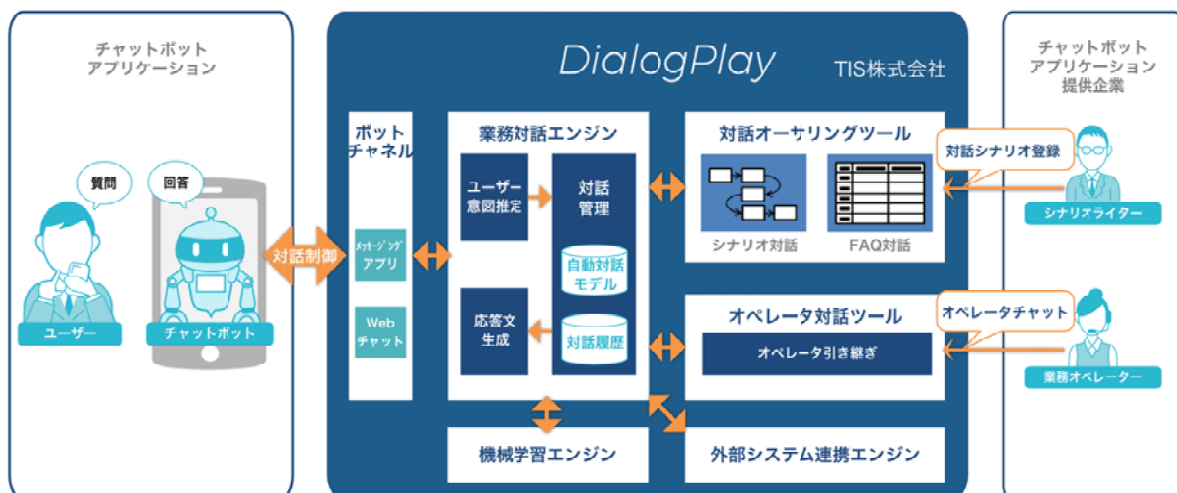 チャットボット
アプリケーション
質問
回答
ユーザー
チャットボット
対話制御
DialogPlay
TIS株式会社
ボット
チャネル
メッセージング
アプリ
Web
チャット
業務対話エンジン
ユーザー
意図推定
対話
管理
自動対話
モデル
応答文
生成
対話履歴
機械学習エンジン
対話オーサリングツール
シナリオ対話
FAQ対話
オペレータ対話ツール
オペレータ引き継ぎ
外部システム連携エンジン
チャットボット
アプリケーション
提供企業
対話シナリオ登録
シナリオライター
オペレータチャット
業務オペレーター